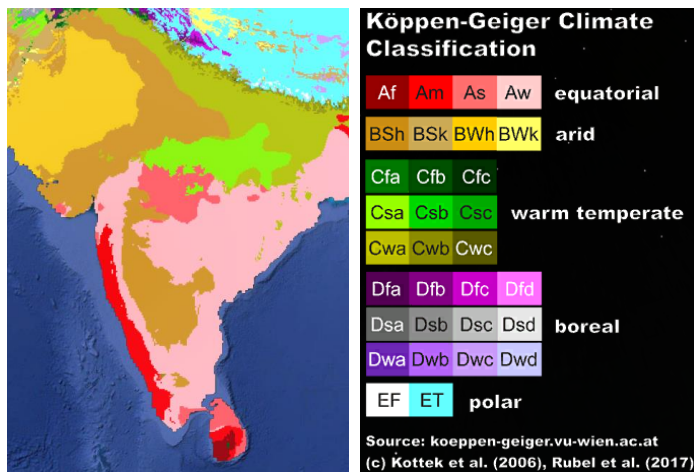 Köppen-Geiger Climate
Classification
Af Am As Aw equatorial
BSh BSk BWh BWk arid
Cfa Cfb Cfc
Csa Csb Csc warm temperate
Cwa Cwb Cwc
Dfa Dfb Dfc Dfd
Dsa Dsb Dsc Dsd boreal
Dwa Dwb Dwc Dwd
EF ET polar
Source: koeppen-geiger.vu-wien.ac.at
(c) Kottek et al. (2006), Rubel et al. (2017)